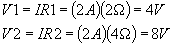 V1 = IR1 = (2A)(2Ω) = 4V
V2 = IR2 = (2A)(4Ω) = 8V